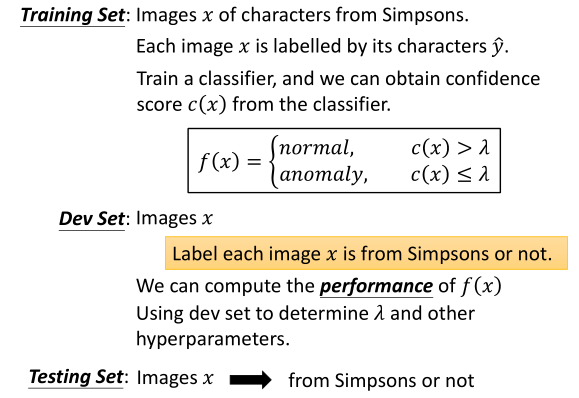 Training Set: Images x of characters from Simpsons.
Each image x is labelled by its characters ŷ.
Train a classifier, and we can obtain confidence
score c(x) from the classifier.
f(x) = {normal, c(x) > λ
anomaly, c(x) ≤ λ
Dev Set: Images x
Label each image x is from Simpsons or not.
We can compute the performance of f(x)
Using dev set to determine λ and other
hyperparameters.
Testing Set: Images x from Simpsons or not